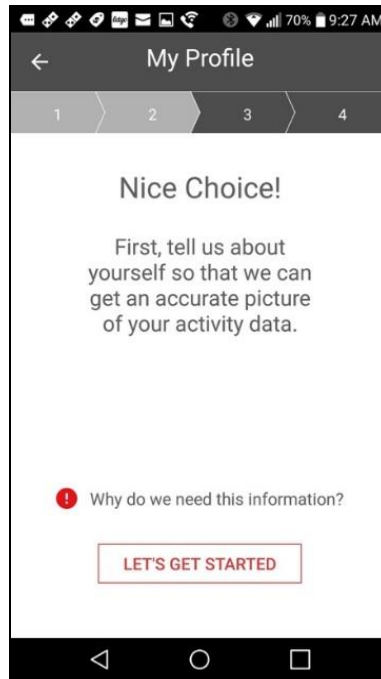 70% 9:27 AM
My Profile
1 2 3 4
Nice Choice!
First, tell us about
yourself so that we can
get an accurate picture
of your activity data.
! Why do we need this information?
LET'S GET STARTED